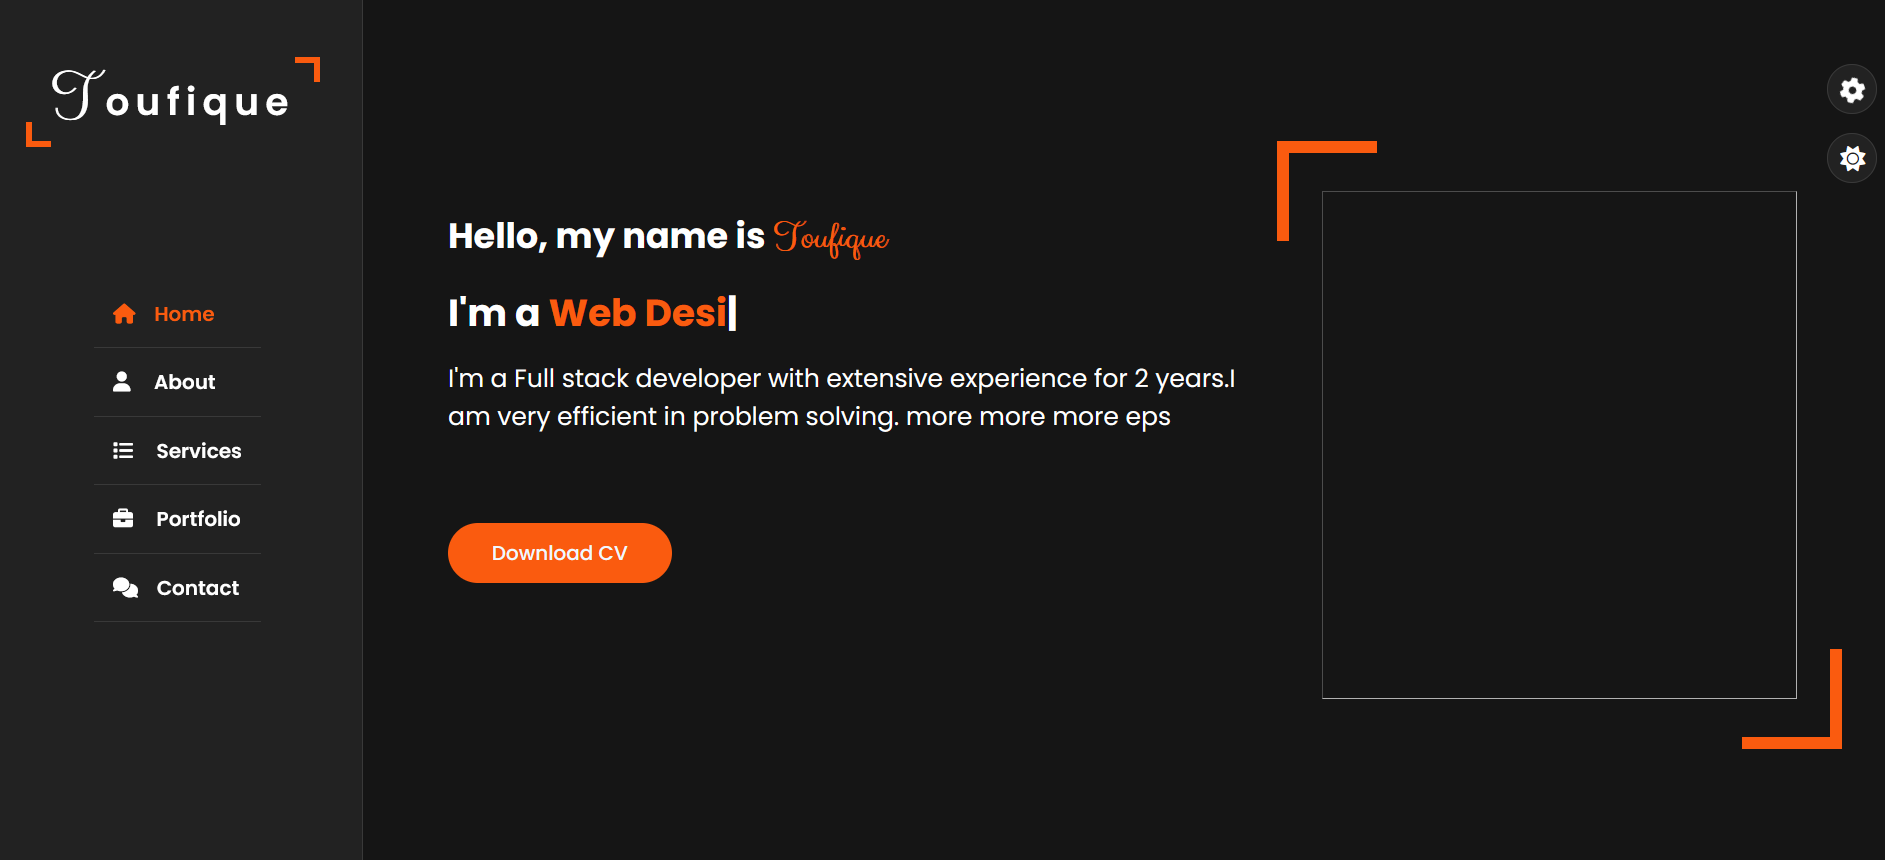 Toufique
Home
About
Services
Portfolio
Contact
Hello, my name is Toufique
I'm a Web Desi
I'm a Full stack developer with extensive experience for 2 years.I
am very efficient in problem solving. more more more eps
Download CV